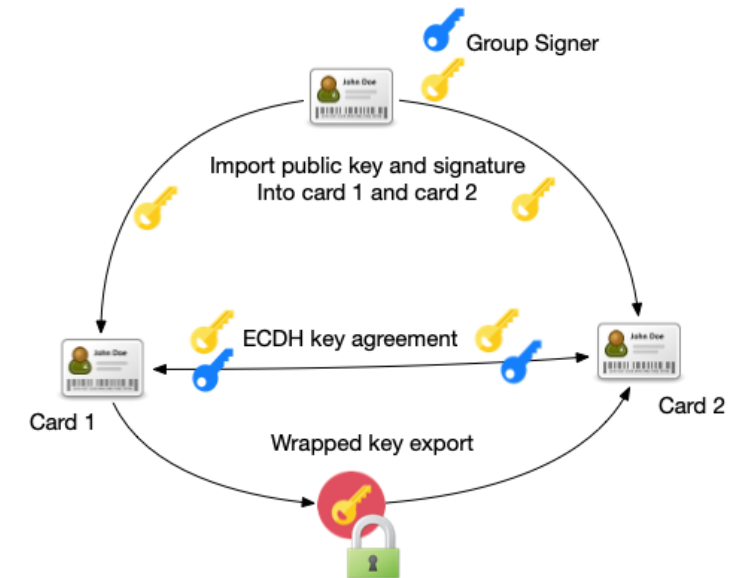 Group Signer
John Doe
Import public key and signature
Into card 1 and card 2
ECDH key agreement
John Doe
John Doe
Card 1
Card 2
Wrapped key export